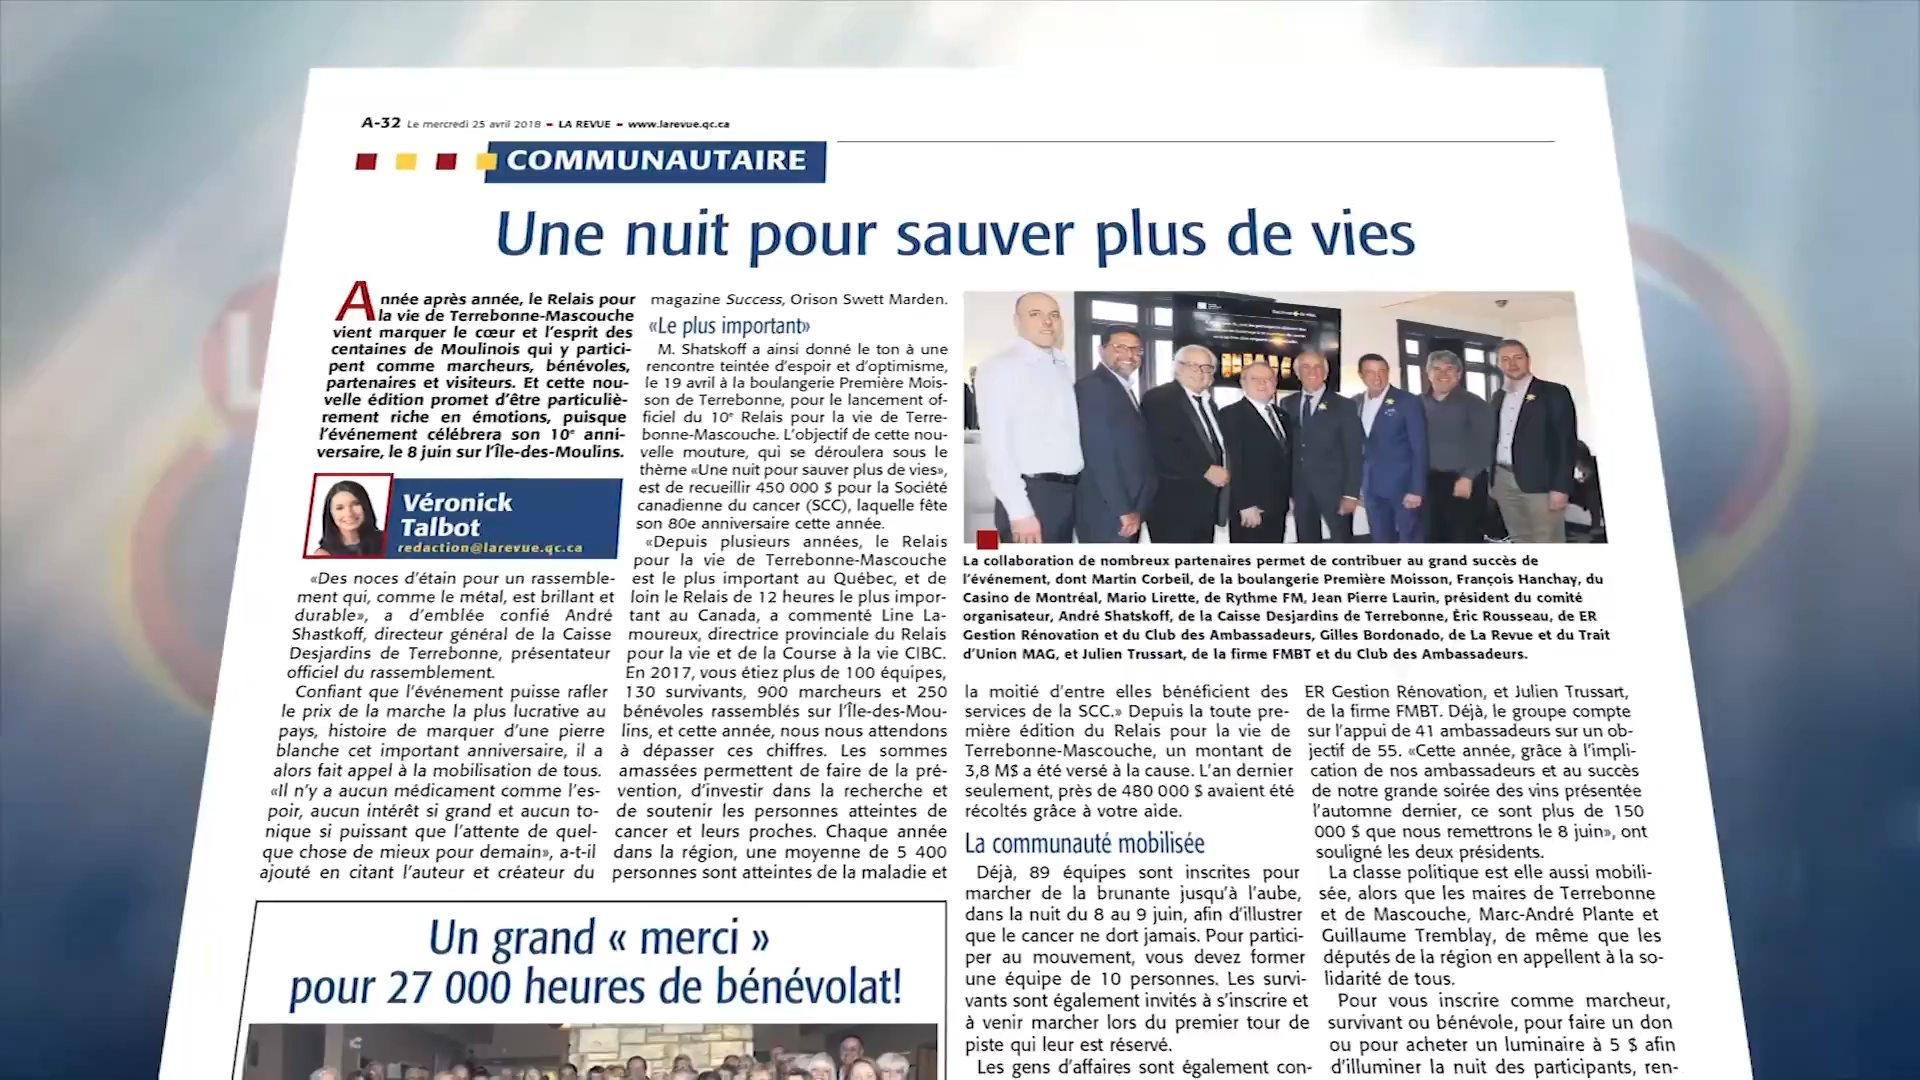 A-32 Le mercredi 25 avril 2018 - LA REVUE - www.larevue.qc.ca
COMMUNAUTAIRE
Une nuit pour sauver plus de vies
Année après année, le Relais pour
la vie de Terrebonne-Mascouche
vient marquer le cœur et l’esprit des
centaines de Moulinois qui y partici-
pent comme marcheurs, bénévoles,
partenaires et visiteurs. Et cette nou-
velle édition promet d’être particuliè-
rement riche en émotions, puisque
l’événement célébrera son 10e anni-
versaire, le 8 juin sur l’Île-des-Moulins.
Véronick
Talbot
redaction@larevue.qc.ca
«Des noces d’étain pour un rassemble-
ment qui, comme le métal, est brillant et
durable», a d’emblée confié André
Shastkoff, directeur général de la Caisse
Desjardins de Terrebonne, présentateur
officiel du rassemblement.
Confiant que l’événement puisse rafler
le prix de la marche la plus lucrative au
pays, histoire de marquer d’une pierre
blanche cet important anniversaire, il a
alors fait appel à la mobilisation de tous.
«Il n’y a aucun médicament comme l’es-
poir, aucun intérêt si grand et aucun to-
nique si puissant que l’attente de quel-
que chose de mieux pour demain», a-t-il
ajouté en citant l’auteur et créateur du
magazine Success, Orison Swett Marden.
«Le plus important»
M. Shatskoff a ainsi donné le ton à une
rencontre teintée d’espoir et d’optimisme,
le 19 avril à la boulangerie Première Mois-
son de Terrebonne, pour le lancement of-
ficiel du 10e Relais pour la vie de Terre-
bonne-Mascouche. L’objectif de cette nou-
velle mouture, qui se déroulera sous le
thème «Une nuit pour sauver plus de vies»,
est de recueillir 450 000 $ pour la Société
canadienne du cancer (SCC), laquelle fête
son 80e anniversaire cette année.
«Depuis plusieurs années, le Relais
pour la vie de Terrebonne-Mascouche
est le plus important au Québec, et de
loin le Relais de 12 heures le plus impor-
tant au Canada, a commenté Line La-
moureux, directrice provinciale du Relais
pour la vie et de la Course à la vie CIBC.
En 2017, vous étiez plus de 100 équipes,
130 survivants, 900 marcheurs et 250
bénévoles rassemblés sur l’Île-des-Mou-
lins, et cette année, nous nous attendons
à dépasser ces chiffres. Les sommes
amassées permettent de faire de la pré-
vention, d’investir dans la recherche et
de soutenir les personnes atteintes de
cancer et leurs proches. Chaque année
dans la région, une moyenne de 5 400
personnes sont atteintes de la maladie et
La collaboration de nombreux partenaires permet de contribuer au grand succès de
l’événement, dont Martin Corbeil, de la boulangerie Première Moisson, François Hanchay, du
Casino de Montréal, Mario Lirette, de Rythme FM, Jean Pierre Laurin, président du comité
organisateur, André Shatskoff, de la Caisse Desjardins de Terrebonne, Éric Rousseau, de ER
Gestion Rénovation et du Club des Ambassadeurs, Gilles Bordonado, de La Revue et du Trait
d’Union MAG, et Julien Trussart, de la firme FMBT et du Club des Ambassadeurs.
la moitié d’entre elles bénéficient des
services de la SCC.» Depuis la toute pre-
mière édition du Relais pour la vie de
Terrebonne-Mascouche, un montant de
3,8 M$ a été versé à la cause. L’an dernier
seulement, près de 480 000 $ avaient été
récoltés grâce à votre aide.
La communauté mobilisée
Déjà, 89 équipes sont inscrites pour
marcher de la brunante jusqu’à l’aube,
dans la nuit du 8 au 9 juin, afin d’illustrer
que le cancer ne dort jamais. Pour partici-
per au mouvement, vous devez former
une équipe de 10 personnes. Les survi-
vants sont également invités à s’inscrire et
à venir marcher lors du premier tour de
piste qui leur est réservé.
Les gens d’affaires sont également con-
ER Gestion Rénovation, et Julien Trussart,
de la firme FMBT. Déjà, le groupe compte
sur l’appui de 41 ambassadeurs sur un ob-
jectif de 55. «Cette année, grâce à l’impli-
cation de nos ambassadeurs et au succès
de notre grande soirée des vins présentée
l’automne dernier, ce sont plus de 150
000 $ que nous remettrons le 8 juin», ont
souligné les deux présidents.
La classe politique est elle aussi mobili-
sée, alors que les maires de Terrebonne
et de Mascouche, Marc-André Plante et
Guillaume Tremblay, de même que les
députés de la région en appellent à la so-
lidarité de tous.
Pour vous inscrire comme marcheur,
survivant ou bénévole, pour faire un don
ou pour acheter un luminaire à 5 $ afin
d’illuminer la nuit des participants, ren-
Un grand « merci »
pour 27 000 heures de bénévolat!